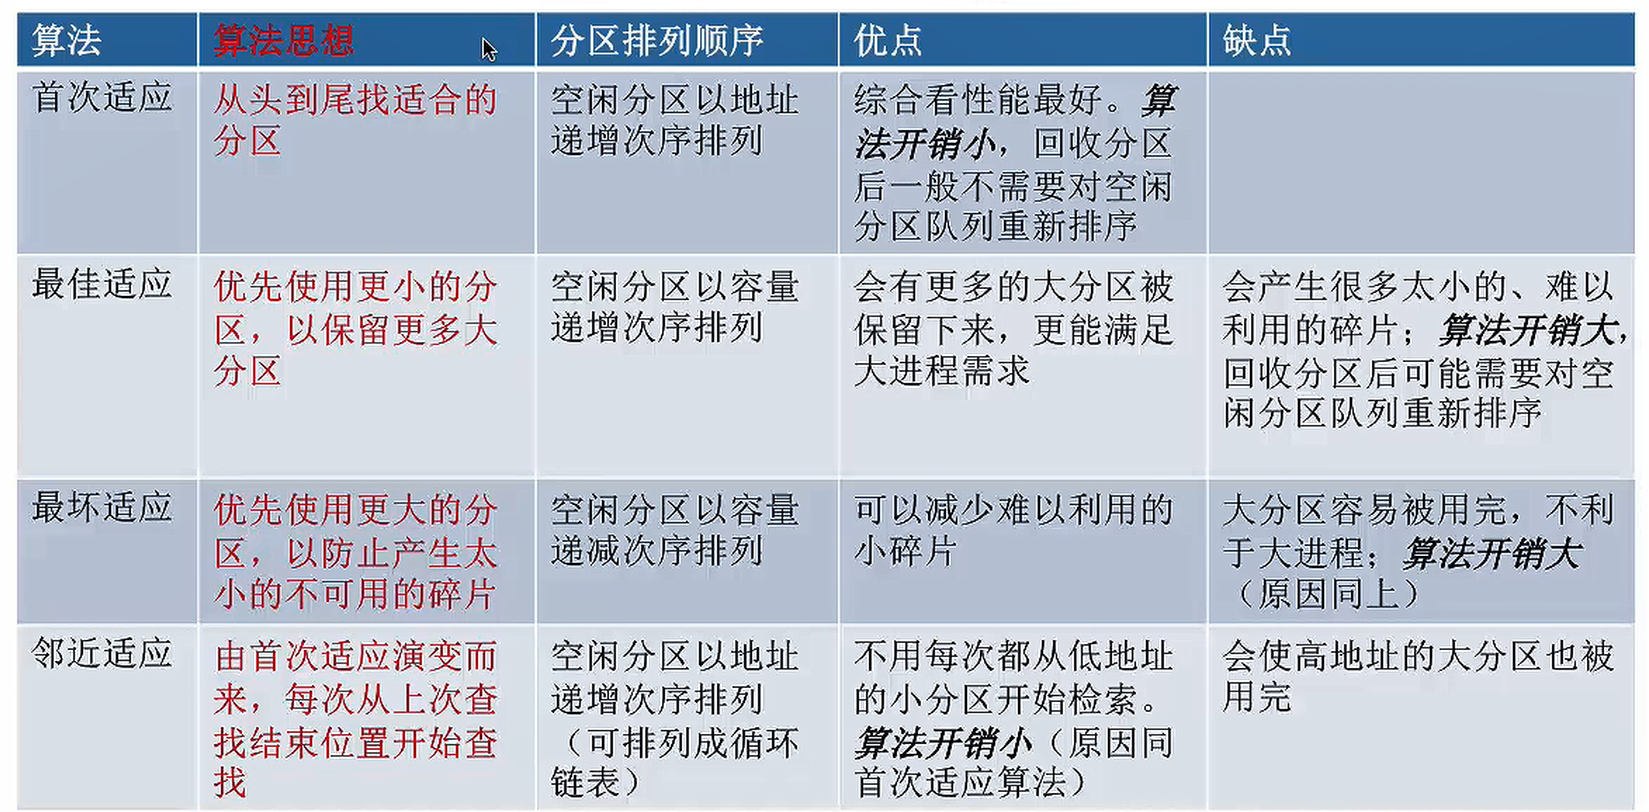 算法
算法思想
分区排列顺序
优点
缺点
首次适应
从头到尾找适合的
分区
空闲分区以地址
递增次序排列
综合看性能最好。算
法开销小，回收分区
后一般不需要对空闲
分区队列重新排序
最佳适应
优先使用更小的分
区，以保留更多大
分区
空闲分区以容量
递增次序排列
会有更多的大分区被
保留下来，更能满足
大进程需求
会产生很多太小的、难以
利用的碎片；算法开销大，
回收分区后可能需要对空
闲分区队列重新排序
最坏适应
优先使用更大的分
区，以防止产生太
小的不可用的碎片
空闲分区以容量
递减次序排列
可以减少难以利用的
小碎片
大分区容易被用完，不利
于大进程；算法开销大
（原因同上）
邻近适应
由首次适应演变而
来，每次从上次查
找结束位置开始查
找
空闲分区以地址
递增次序排列
（可排列成循环
链表）
不用每次都从低地址
的小分区开始检索。
算法开销小（原因同
首次适应算法）
会使高地址的大分区也被
用完